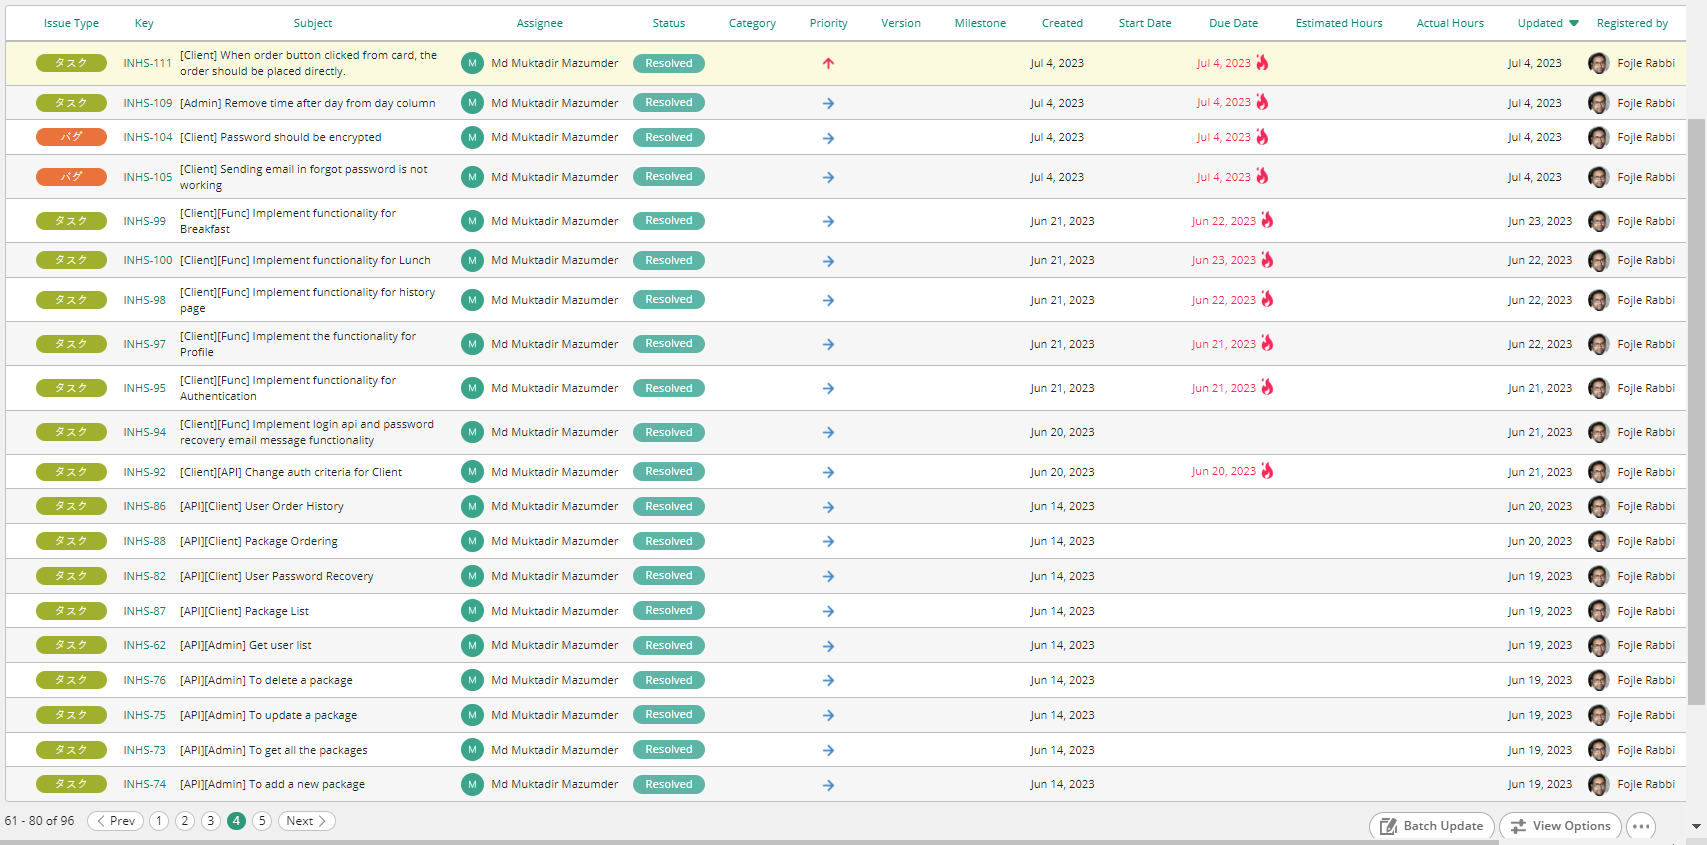 Issue Type Key Subject Assignee Status Category Priority Version Milestone Created Start Date Due Date Estimated Hours Actual Hours Updated Registered by
タスク INHS-111 [Client] When order button clicked from card, the order should be placed directly. M Md Muktadir Mazumder Resolved Jul 4, 2023 Jul 4, 2023 Jul 4, 2023 Fojle Rabbi
タスク INHS-109 [Admin] Remove time after day from day column M Md Muktadir Mazumder Resolved Jul 4, 2023 Jul 4, 2023 Jul 4, 2023 Fojle Rabbi
バグ INHS-104 [Client] Password should be encrypted M Md Muktadir Mazumder Resolved Jul 4, 2023 Jul 4, 2023 Jul 4, 2023 Fojle Rabbi
バグ INHS-105 [Client] Sending email in forgot password is not working M Md Muktadir Mazumder Resolved Jul 4, 2023 Jul 4, 2023 Jul 4, 2023 Fojle Rabbi
タスク INHS-99 [Client][Func] Implement functionality for Breakfast M Md Muktadir Mazumder Resolved Jun 21, 2023 Jun 22, 2023 Jun 23, 2023 Fojle Rabbi
タスク INHS-100 [Client][Func] Implement functionality for Lunch M Md Muktadir Mazumder Resolved Jun 21, 2023 Jun 23, 2023 Jun 22, 2023 Fojle Rabbi
タスク INHS-98 [Client][Func] Implement functionality for history page M Md Muktadir Mazumder Resolved Jun 21, 2023 Jun 22, 2023 Jun 22, 2023 Fojle Rabbi
タスク INHS-97 [Client][Func] Implement the functionality for Profile M Md Muktadir Mazumder Resolved Jun 21, 2023 Jun 21, 2023 Jun 22, 2023 Fojle Rabbi
タスク INHS-95 [Client][Func] Implement functionality for Authentication M Md Muktadir Mazumder Resolved Jun 21, 2023 Jun 21, 2023 Jun 21, 2023 Fojle Rabbi
タスク INHS-94 [Client][Func] Implement login api and password recovery email message functionality M Md Muktadir Mazumder Resolved Jun 20, 2023 Jun 21, 2023 Fojle Rabbi
タスク INHS-92 [Client][API] Change auth criteria for Client M Md Muktadir Mazumder Resolved Jun 20, 2023 Jun 20, 2023 Jun 21, 2023 Fojle Rabbi
タスク INHS-86 [API][Client] User Order History M Md Muktadir Mazumder Resolved Jun 14, 2023 Jun 20, 2023 Fojle Rabbi
タスク INHS-88 [API][Client] Package Ordering M Md Muktadir Mazumder Resolved Jun 14, 2023 Jun 20, 2023 Fojle Rabbi
タスク INHS-82 [API][Client] User Password Recovery M Md Muktadir Mazumder Resolved Jun 14, 2023 Jun 19, 2023 Fojle Rabbi
タスク INHS-87 [API][Client] Package List M Md Muktadir Mazumder Resolved Jun 14, 2023 Jun 19, 2023 Fojle Rabbi
タスク INHS-62 [API][Admin] Get user list M Md Muktadir Mazumder Resolved Jun 14, 2023 Jun 19, 2023 Fojle Rabbi
タスク INHS-76 [API][Admin] To delete a package M Md Muktadir Mazumder Resolved Jun 14, 2023 Jun 19, 2023 Fojle Rabbi
タスク INHS-75 [API][Admin] To update a package M Md Muktadir Mazumder Resolved Jun 14, 2023 Jun 19, 2023 Fojle Rabbi
タスク INHS-73 [API][Admin] To get all the packages M Md Muktadir Mazumder Resolved Jun 14, 2023 Jun 19, 2023 Fojle Rabbi
タスク INHS-74 [API][Admin] To add a new package M Md Muktadir Mazumder Resolved Jun 14, 2023 Jun 19, 2023 Fojle Rabbi
61 - 80 of 96 Prev 1 2 3 4 5 Next Batch Update View Options